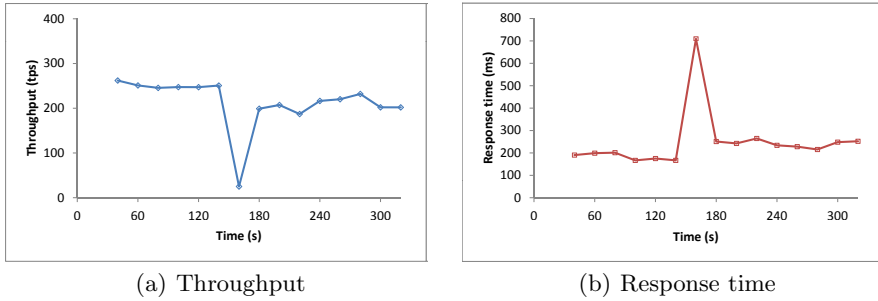 400
300
200
100
0
Throughput (tps)
0 60 120 180 240 300
Time (s)
(a) Throughput
800
700
600
500
400
300
200
100
0
Response time (ms)
0 60 120 180 240 300
Time (s)
(b) Response time